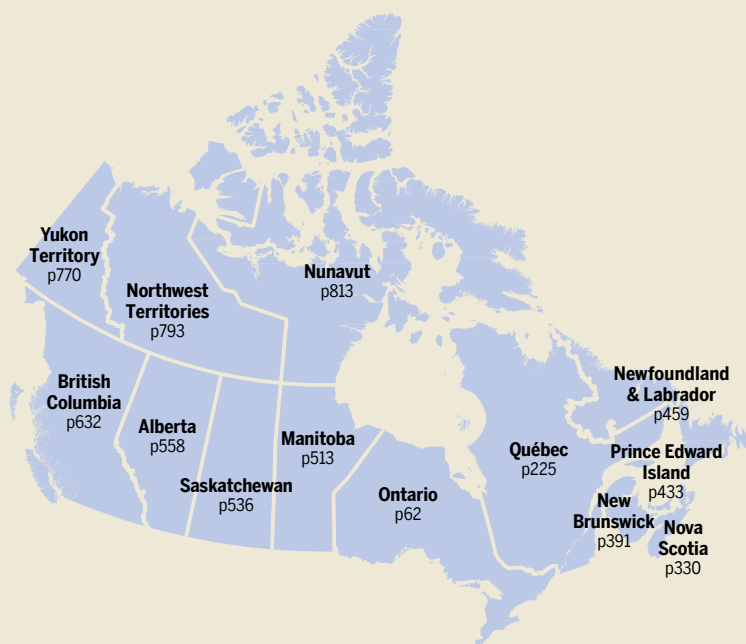 Yukon
Territory
p770
Northwest
Territories
p793
Nunavut
p813
British
Columbia
p632
Alberta
p558
Saskatchewan
p536
Manitoba
p513
Ontario
p62
Québec
p225
Newfoundland
& Labrador
p459
Prince Edward
Island
p433
New
Brunswick
p391
Nova
Scotia
p330